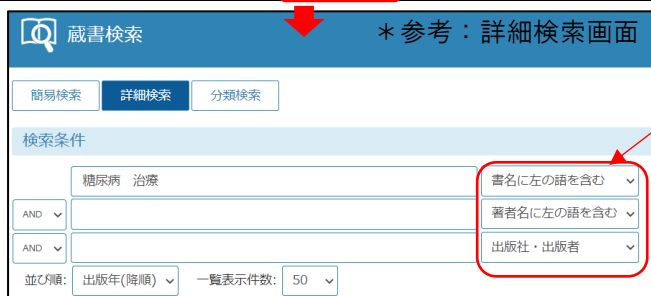 蔵書検索
＊参考：詳細検索画面
簡易検索 詳細検索 分類検索
検索条件
糖尿病　治療 書名に左の語を含む
AND 著者名に左の語を含む
AND 出版社・出版者
並び順: 出版年(降順) 一覧表示件数: 50